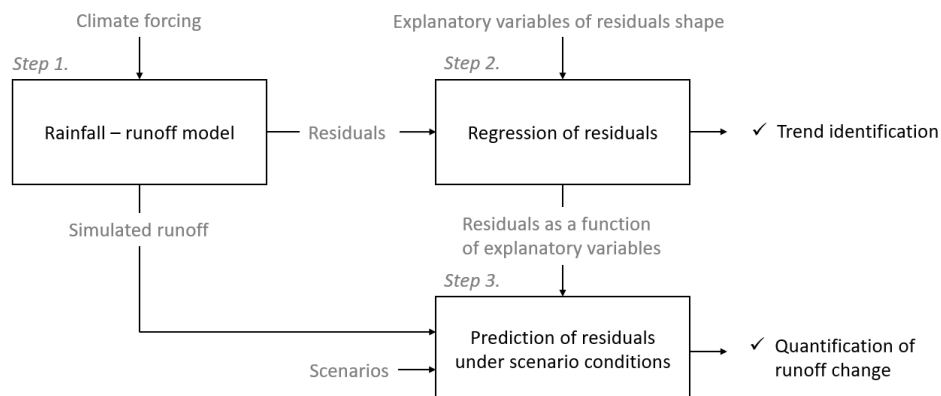 Climate forcing
Explanatory variables of residuals shape
Step 1.
Step 2.
Rainfall – runoff model
Residuals
Regression of residuals
✓ Trend identification
Simulated runoff
Residuals as a function
of explanatory variables
Step 3.
Prediction of residuals
under scenario conditions
Scenarios
✓ Quantification of
runoff change